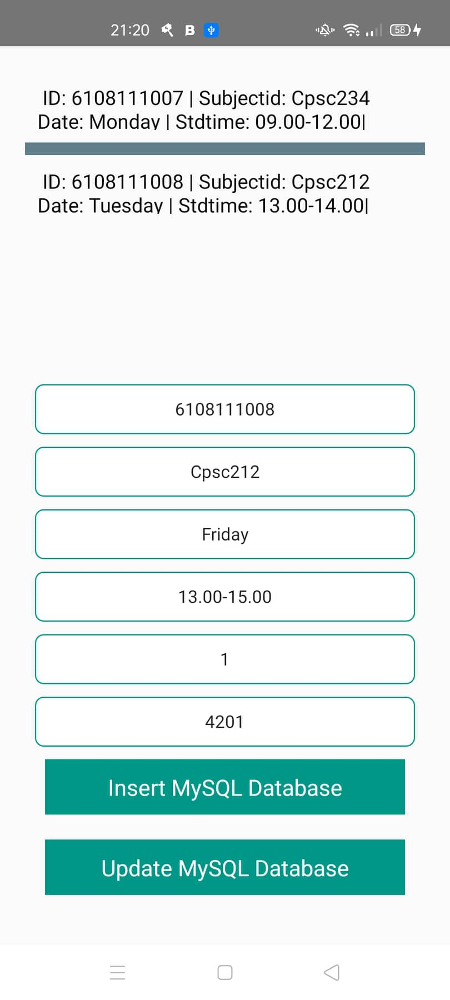 21:20 B 58
ID: 6108111007 | Subjectid: Cpsc234
Date: Monday | Stdtime: 09.00-12.00|
ID: 6108111008 | Subjectid: Cpsc212
Date: Tuesday | Stdtime: 13.00-14.00|
6108111008
Cpsc212
Friday
13.00-15.00
1
4201
Insert MySQL Database
Update MySQL Database